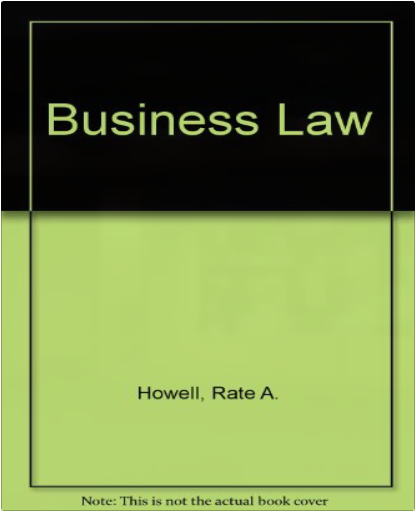 Business Law
Howell, Rate A.
Note: This is not the actual book cover